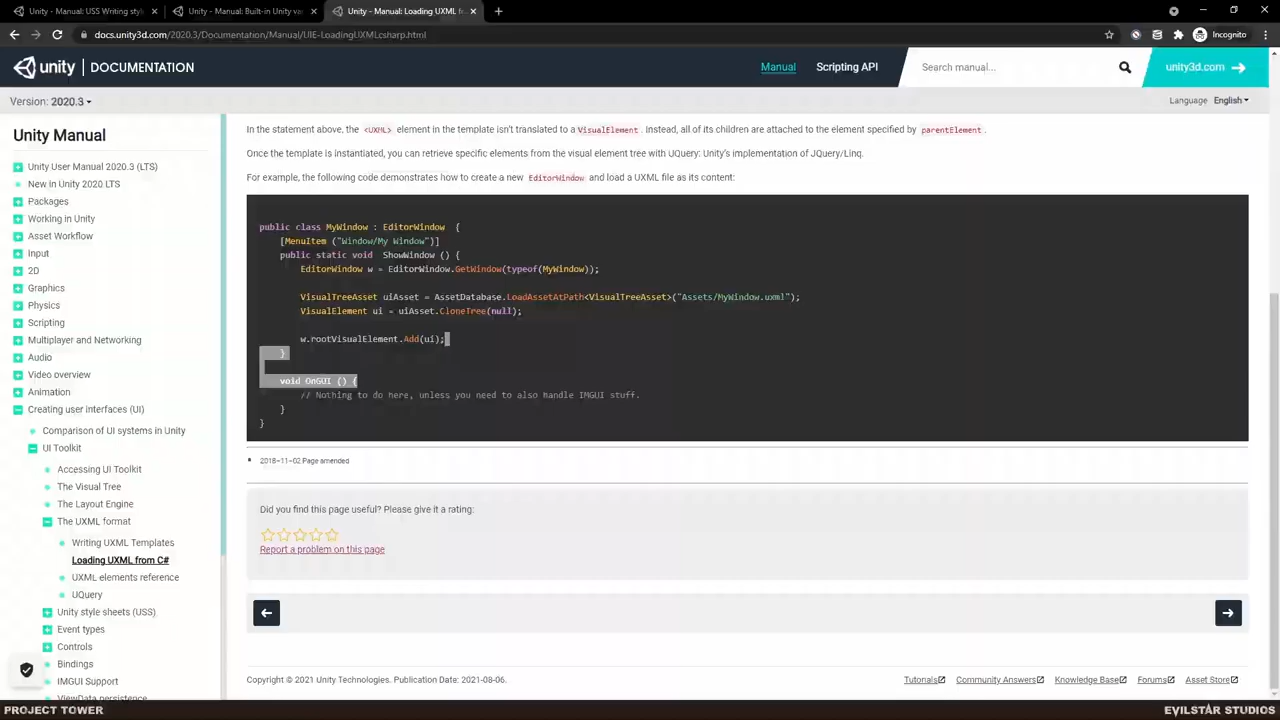 Unity - Manual: USS Writing style
Unity - Manual: Built-in Unity va
Unity - Manual: Loading UXML fro
docs.unity3d.com/2020.3/Documentation/Manual/UIE-LoadingUXMLcsharp.html
Incognito
unity | DOCUMENTATION
Manual
Scripting API
Search manual...
unity3d.com
Version: 2020.3
Language English
Unity Manual
Unity User Manual 2020.3 (LTS)
New in Unity 2020 LTS
Packages
Working in Unity
Asset Workflow
Input
2D
Graphics
Physics
Scripting
Multiplayer and Networking
Audio
Video overview
Animation
Creating user interfaces (UI)
Comparison of UI systems in Unity
UI Toolkit
Accessing UI Toolkit
The Visual Tree
The Layout Engine
The UXML format
Writing UXML Templates
Loading UXML from C#
UXML elements reference
UQuery
Unity style sheets (USS)
Event types
Controls
Bindings
IMGUI Support
ViewData persistence
In the statement above, the <UXML> element in the template isn't translated to a VisualElement. Instead, all of its children are attached to the element specified by parentElement.
Once the template is instantiated, you can retrieve specific elements from the visual element tree with UQuery: Unity's implementation of JQuery/Linq.
For example, the following code demonstrates how to create a new EditorWindow and load a UXML file as its content:
public class MyWindow : EditorWindow {
[MenuItem ("Window/My Window")]
public static void ShowWindow () {
EditorWindow w = EditorWindow.GetWindow(typeof(MyWindow));
VisualTreeAsset uiAsset = AssetDatabase.LoadAssetAtPath<VisualTreeAsset>("Assets/MyWindow.uxml");
VisualElement ui = uiAsset.CloneTree(null);
w.rootVisualElement.Add(ui);
}
void OnGUI () {
// Nothing to do here, unless you need to also handle IMGUI stuff.
}
}
2018–11–02 Page amended
Did you find this page useful? Please give it a rating:
Report a problem on this page
Copyright © 2021 Unity Technologies. Publication Date: 2021-08-06.
Tutorials
Community Answers
Knowledge Base
Forums
Asset Store
PROJECT TOWER
EVILSTAR STUDIOS